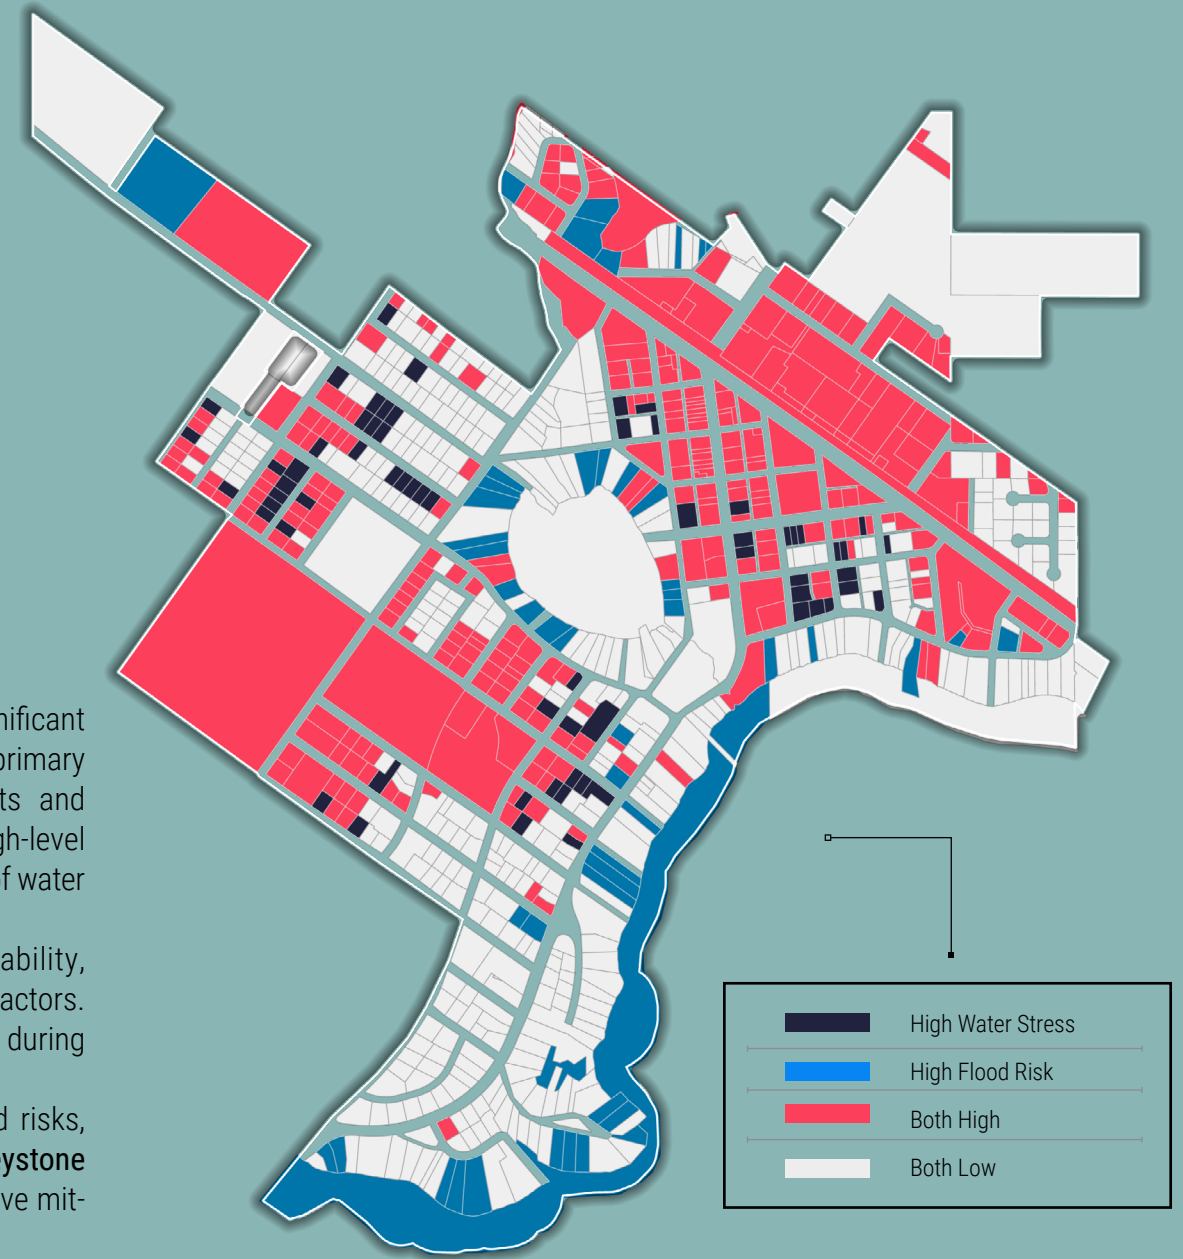 nificant
primary
ts and
gh-level
f water
ability,
actors.
during
d risks,
eystone
ve mit-
High Water Stress
High Flood Risk
Both High
Both Low